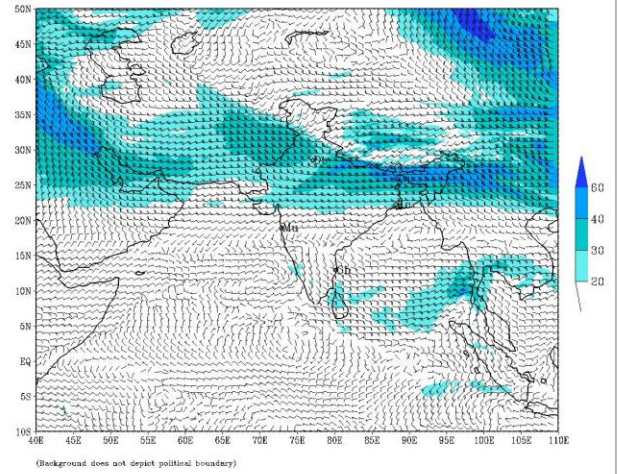 50N
45N
40N
35N
30N
25N
20N
15N
10N
5N
EQ
5S
10S
60
40
30
20
Mu
40E 45E 50E 55E 60E 65E 70E 75E 80E 85E 90E 95E 100E 105E 110E
(Background does not depict political boundary)